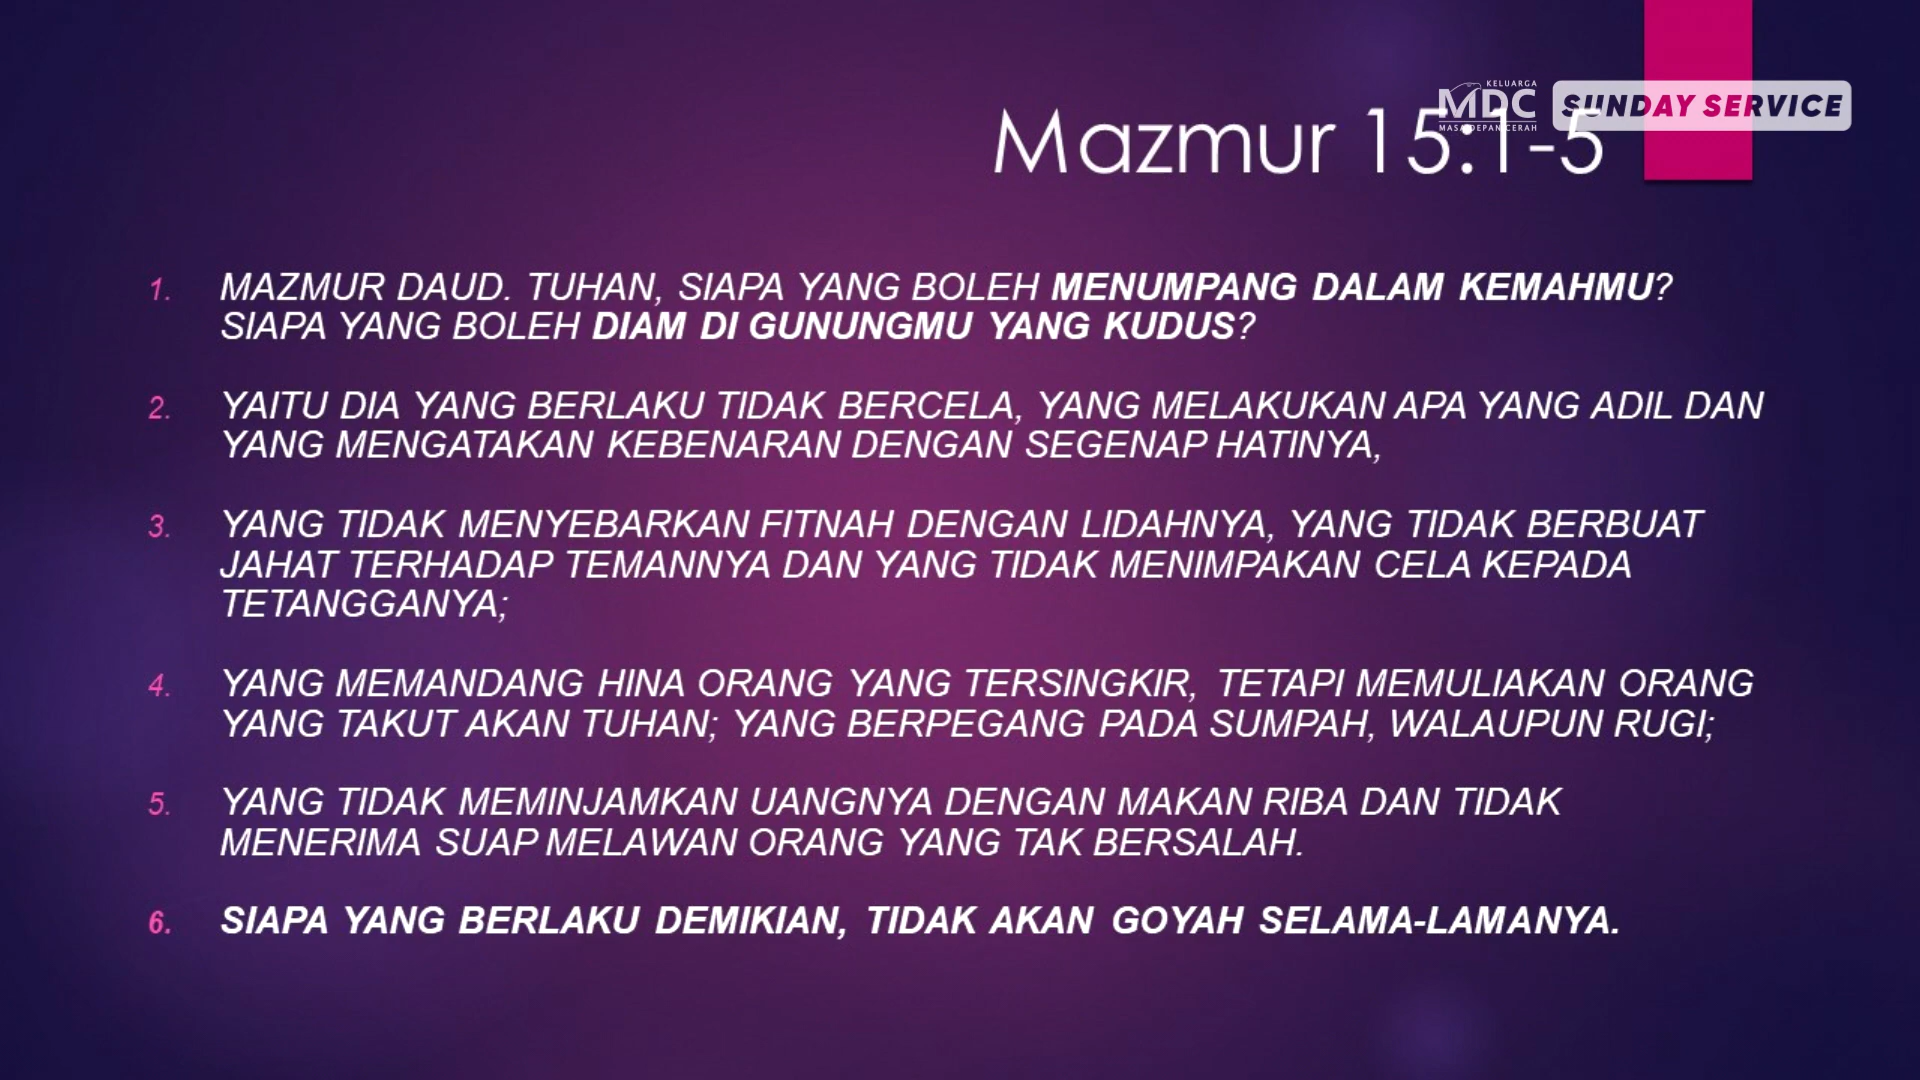 KELUARGA
MDC
MASA DEPAN CERAH
SUNDAY SERVICE
Mazmur 15:1-5
1. MAZMUR DAUD. TUHAN, SIAPA YANG BOLEH MENUMPANG DALAM KEMAHMU?
SIAPA YANG BOLEH DIAM DI GUNUNGMU YANG KUDUS?
2. YAITU DIA YANG BERLAKU TIDAK BERCELA, YANG MELAKUKAN APA YANG ADIL DAN
YANG MENGATAKAN KEBENARAN DENGAN SEGENAP HATINYA,
3. YANG TIDAK MENYEBARKAN FITNAH DENGAN LIDAHNYA, YANG TIDAK BERBUAT
JAHAT TERHADAP TEMANNYA DAN YANG TIDAK MENIMPAKAN CELA KEPADA
TETANGGANYA;
4. YANG MEMANDANG HINA ORANG YANG TERSINGKIR, TETAPI MEMULIAKAN ORANG
YANG TAKUT AKAN TUHAN; YANG BERPEGANG PADA SUMPAH, WALAUPUN RUGI;
5. YANG TIDAK MEMINJAMKAN UANGNYA DENGAN MAKAN RIBA DAN TIDAK
MENERIMA SUAP MELAWAN ORANG YANG TAK BERSALAH.
6. SIAPA YANG BERLAKU DEMIKIAN, TIDAK AKAN GOYAH SELAMA-LAMANYA.